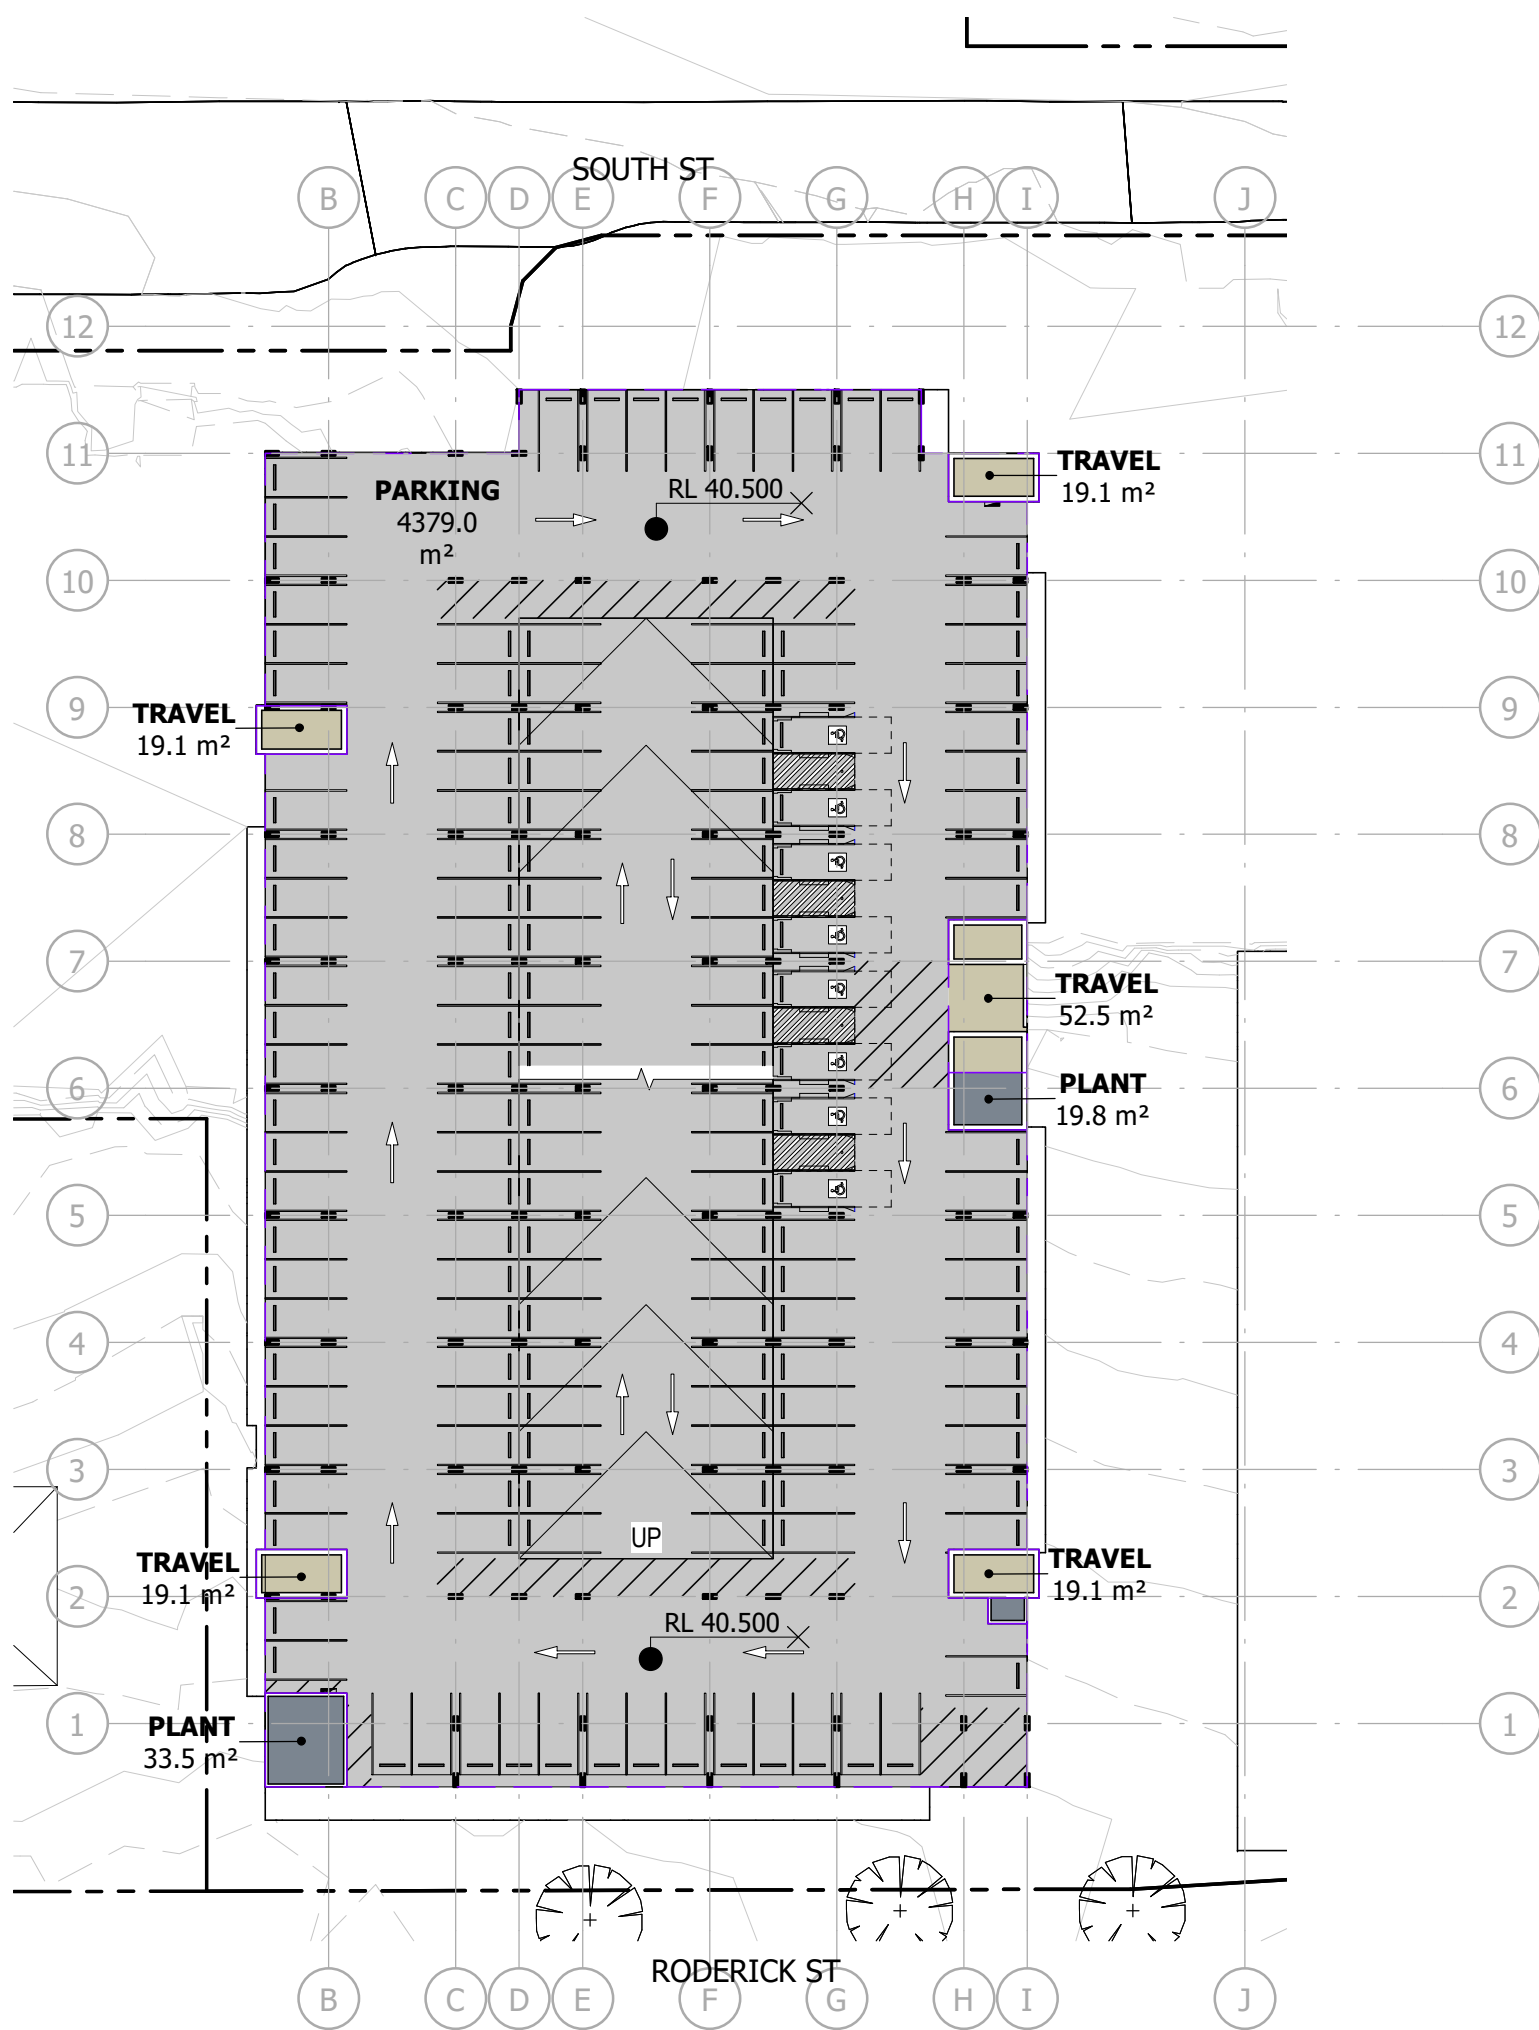 SOUTH ST
B C D E F G H I J
12 12
11 11
TRAVEL
19.1 m²
PARKING
4379.0
m²
RL 40.500
10 10
9 9
TRAVEL
19.1 m²
8 8
7 7
TRAVEL
52.5 m²
6 6
PLANT
19.8 m²
5 5
4 4
3 3
UP
TRAVEL
19.1 m²
TRAVEL
19.1 m²
2 2
RL 40.500
1 1
PLANT
33.5 m²
RODERICK ST
B C D E F G H I J